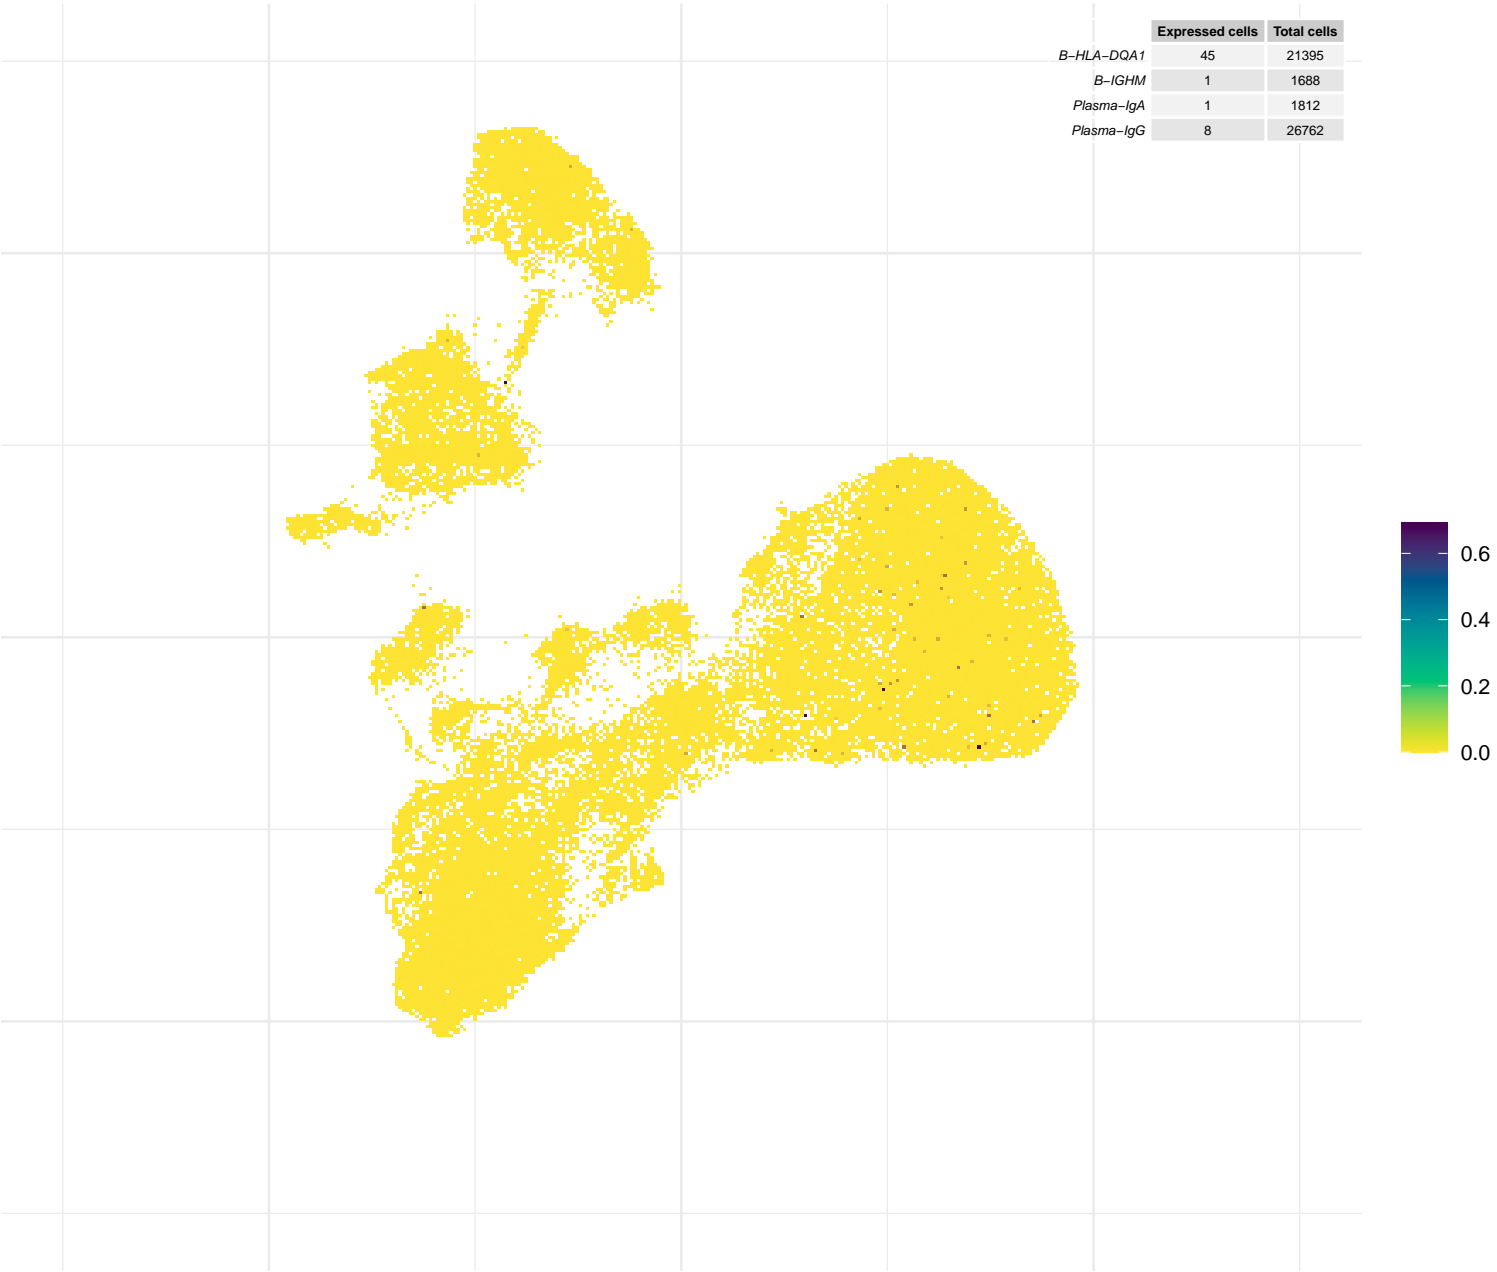 Expressed cells Total cells
B−HLA−DQA1 45 21395
B−IGHM 1 1688
Plasma−IgA 1 1812
Plasma−IgG 8 26762
0.6
0.4
0.2
0.0